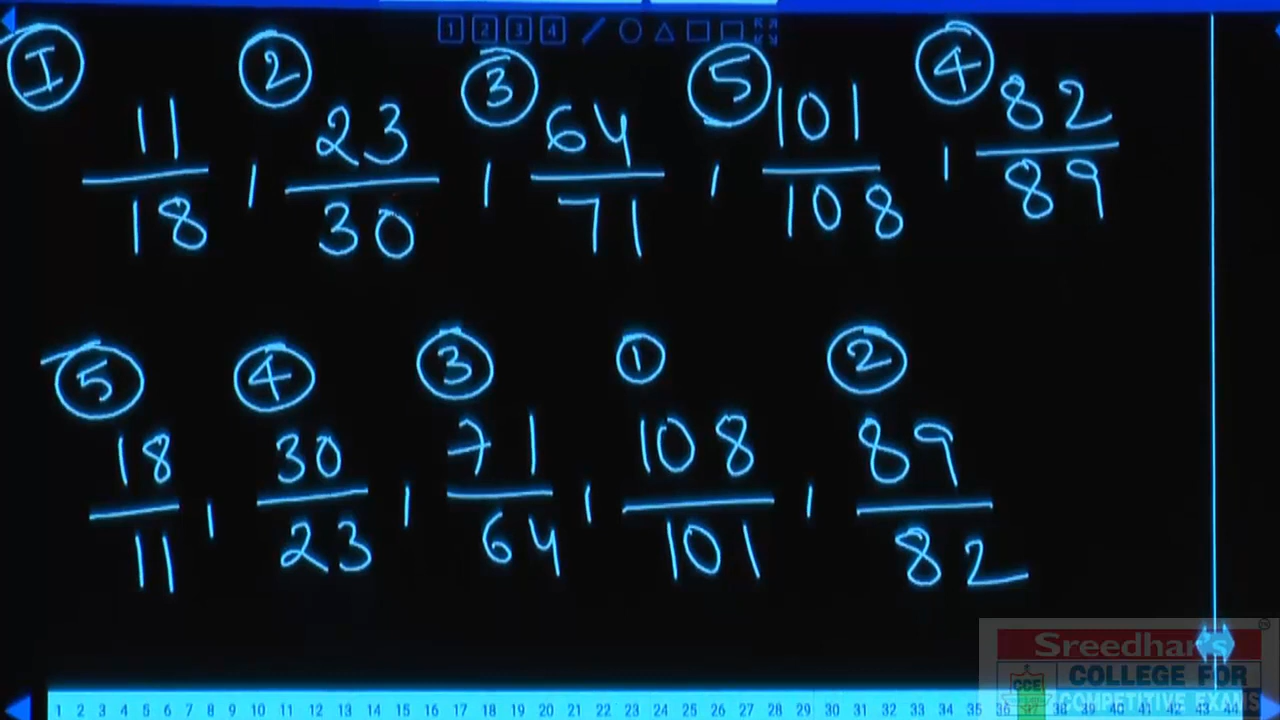 1 2 3 4
I 2 3 5 4
11/18 , 23/30 , 64/71 , 101/108 , 82/89
5 4 3 1 2
18/11 , 30/23 , 71/64 , 108/101 , 89/82
Sreedhar's
CCE COLLEGE FOR
COMPETITIVE EXAMS
1 2 3 4 5 6 7 8 9 10 11 12 13 14 15 16 17 18 19 20 21 22 23 24 25 26 27 28 29 30 31 32 33 34 35 36 37 38 39 40 41 42 43 44